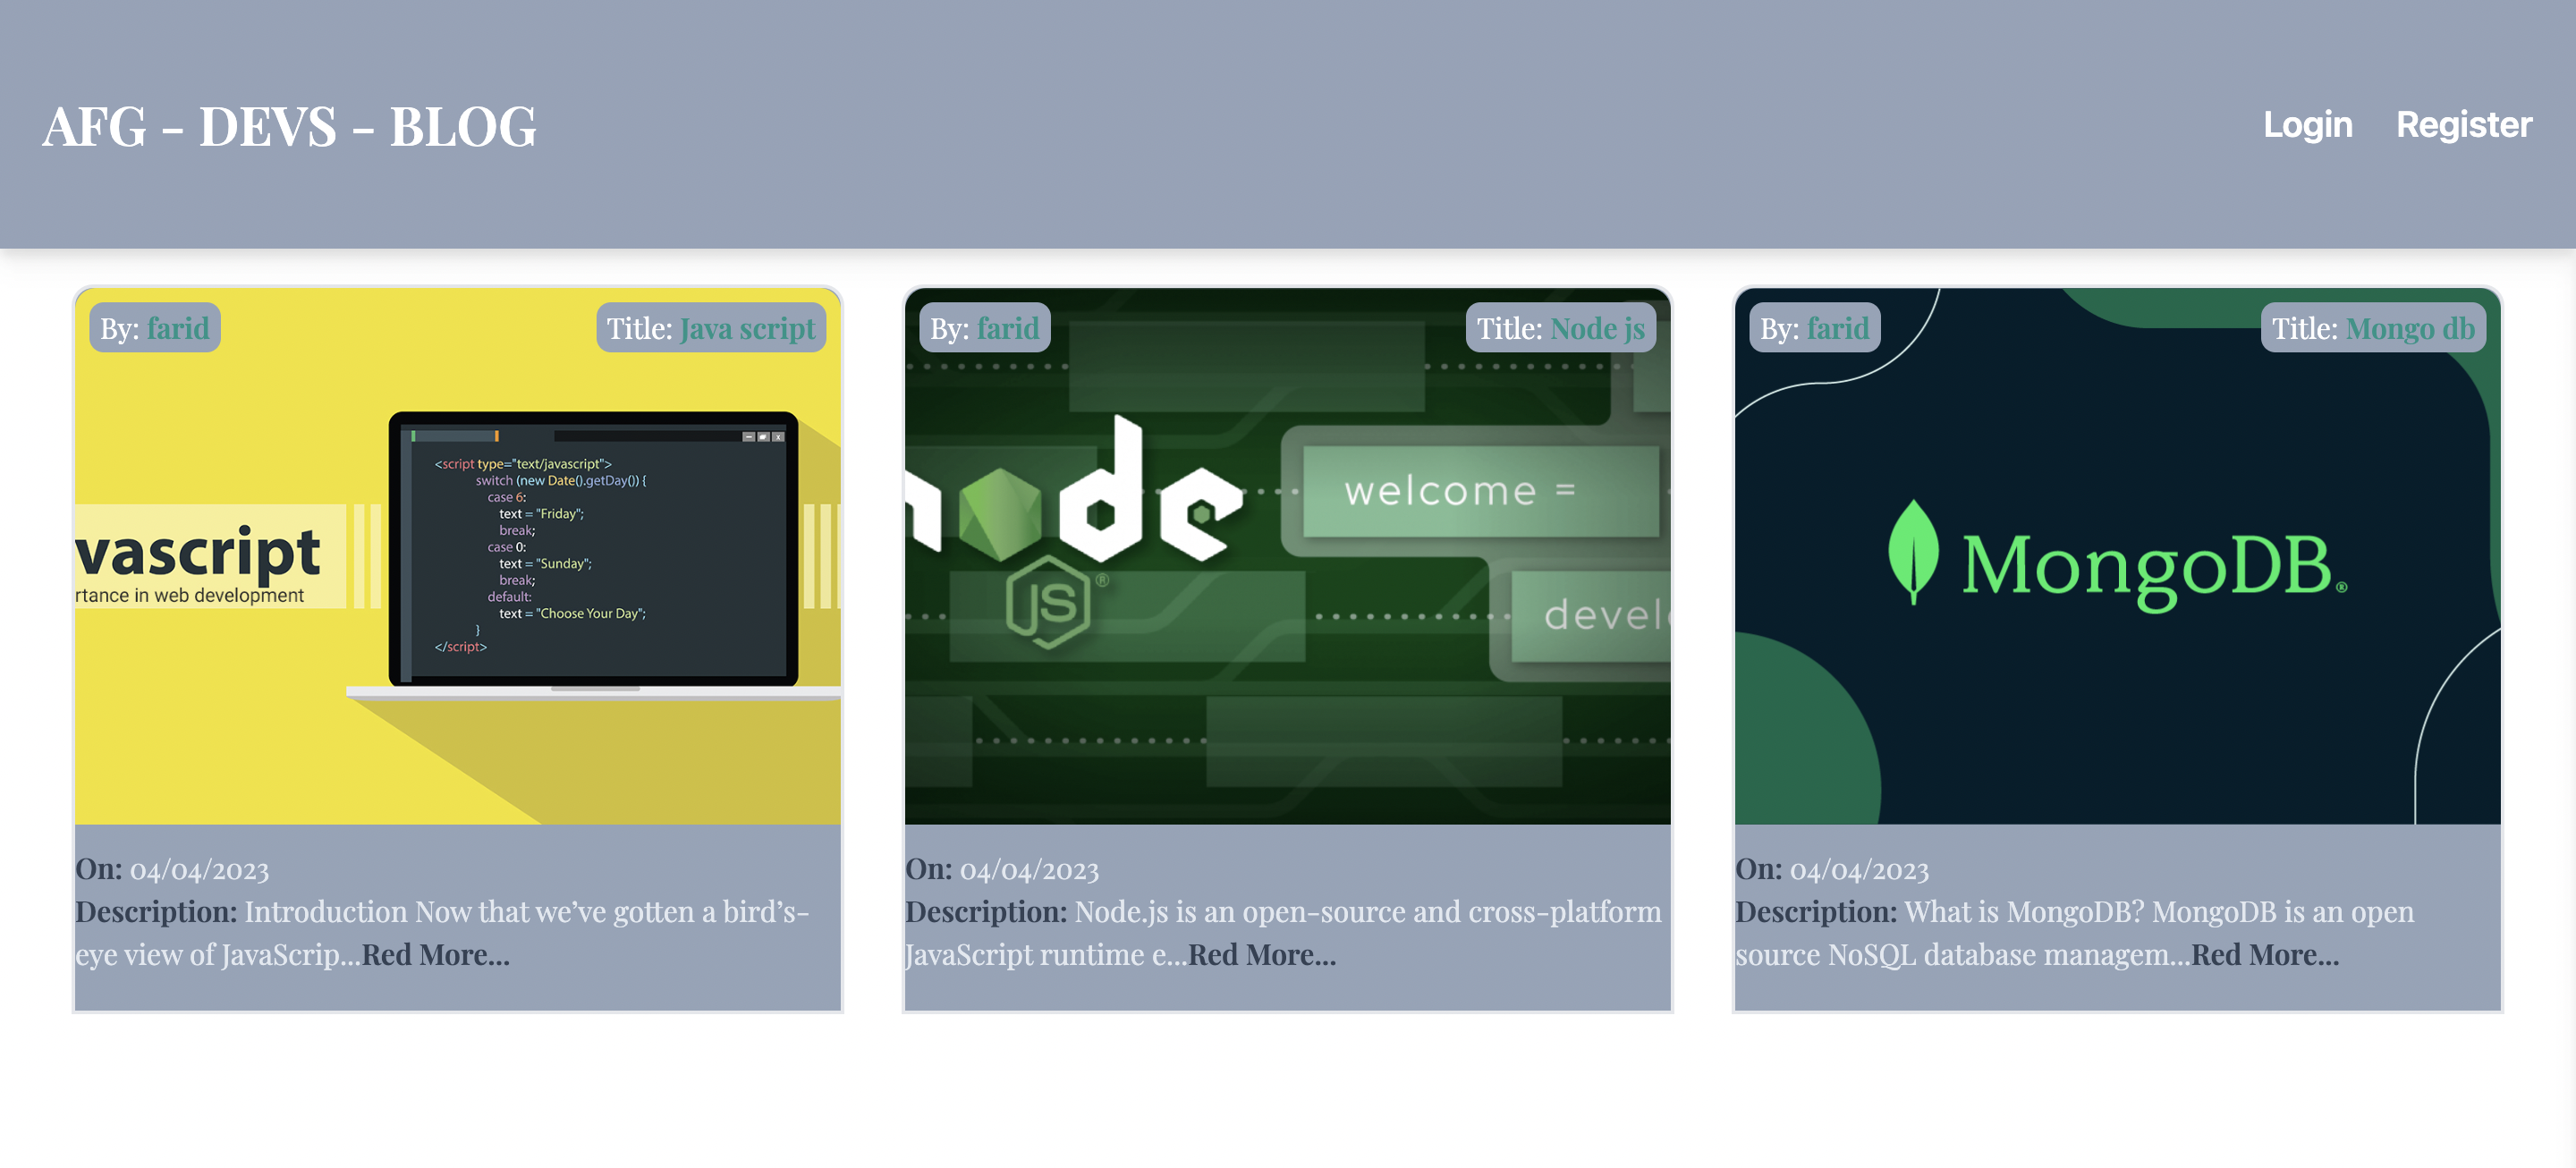 AFG - DEVS - BLOG
Login Register
By: farid
Title: Java script
vascript
rtance in web development
<script type="text/javascript">
switch (new Date().getDay()) {
case 6:
text = "Friday";
break;
case 0:
text = "Sunday";
break;
default:
text = "Choose Your Day";
}
</script>
On: 04/04/2023
Description: Introduction Now that we’ve gotten a bird’s-
eye view of JavaScrip...Red More...
By: farid
Title: Node js
node
JS®
welcome =
develo
On: 04/04/2023
Description: Node.js is an open-source and cross-platform
JavaScript runtime e...Red More...
By: farid
Title: Mongo db
MongoDB®
On: 04/04/2023
Description: What is MongoDB? MongoDB is an open
source NoSQL database managem...Red More...